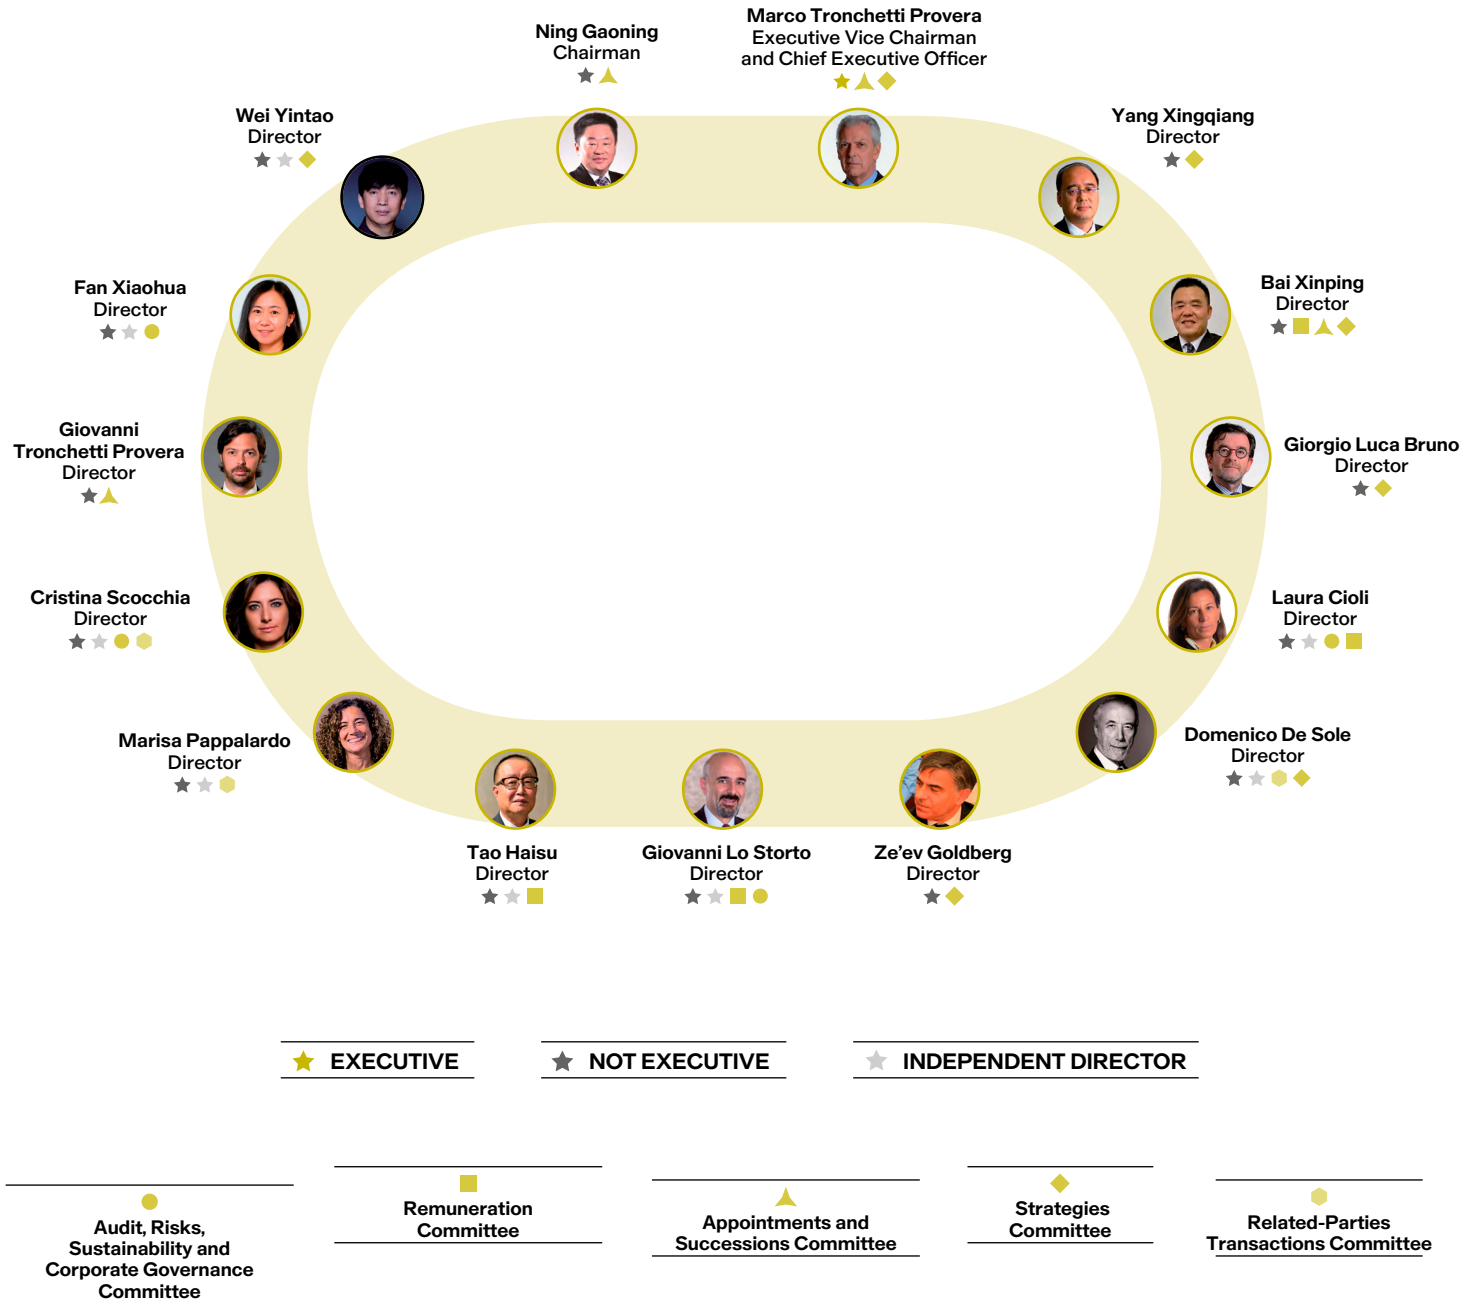 Ning Gaoning
Chairman
Marco Tronchetti Provera
Executive Vice Chairman
and Chief Executive Officer
Wei Yintao
Director
Yang Xingqiang
Director
Fan Xiaohua
Director
Bai Xinping
Director
Giovanni
Tronchetti Provera
Director
Giorgio Luca Bruno
Director
Cristina Scocchia
Director
Laura Cioli
Director
Marisa Pappalardo
Director
Domenico De Sole
Director
Tao Haisu
Director
Giovanni Lo Storto
Director
Ze'ev Goldberg
Director
EXECUTIVE
NOT EXECUTIVE
INDEPENDENT DIRECTOR
Audit, Risks,
Sustainability and
Corporate Governance
Committee
Remuneration
Committee
Appointments and
Successions Committee
Strategies
Committee
Related-Parties
Transactions Committee